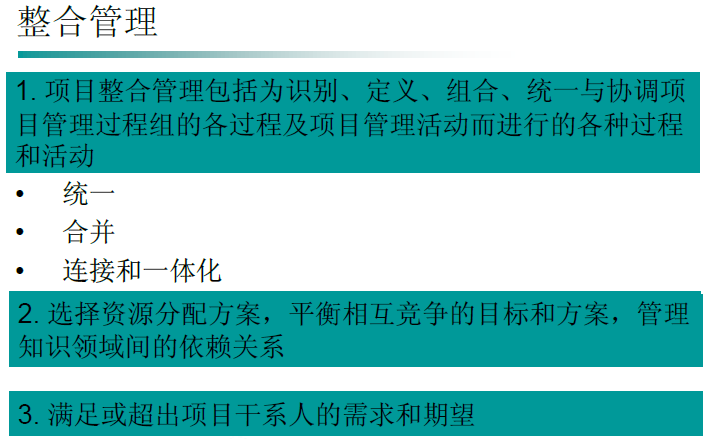 整合管理
1. 项目整合管理包括为识别、定义、组合、统一与协调项
目管理过程组的各过程及项目管理活动而进行的各种过程
和活动
• 统一
• 合并
• 连接和一体化
2. 选择资源分配方案，平衡相互竞争的目标和方案，管理
知识领域间的依赖关系
3. 满足或超出项目干系人的需求和期望